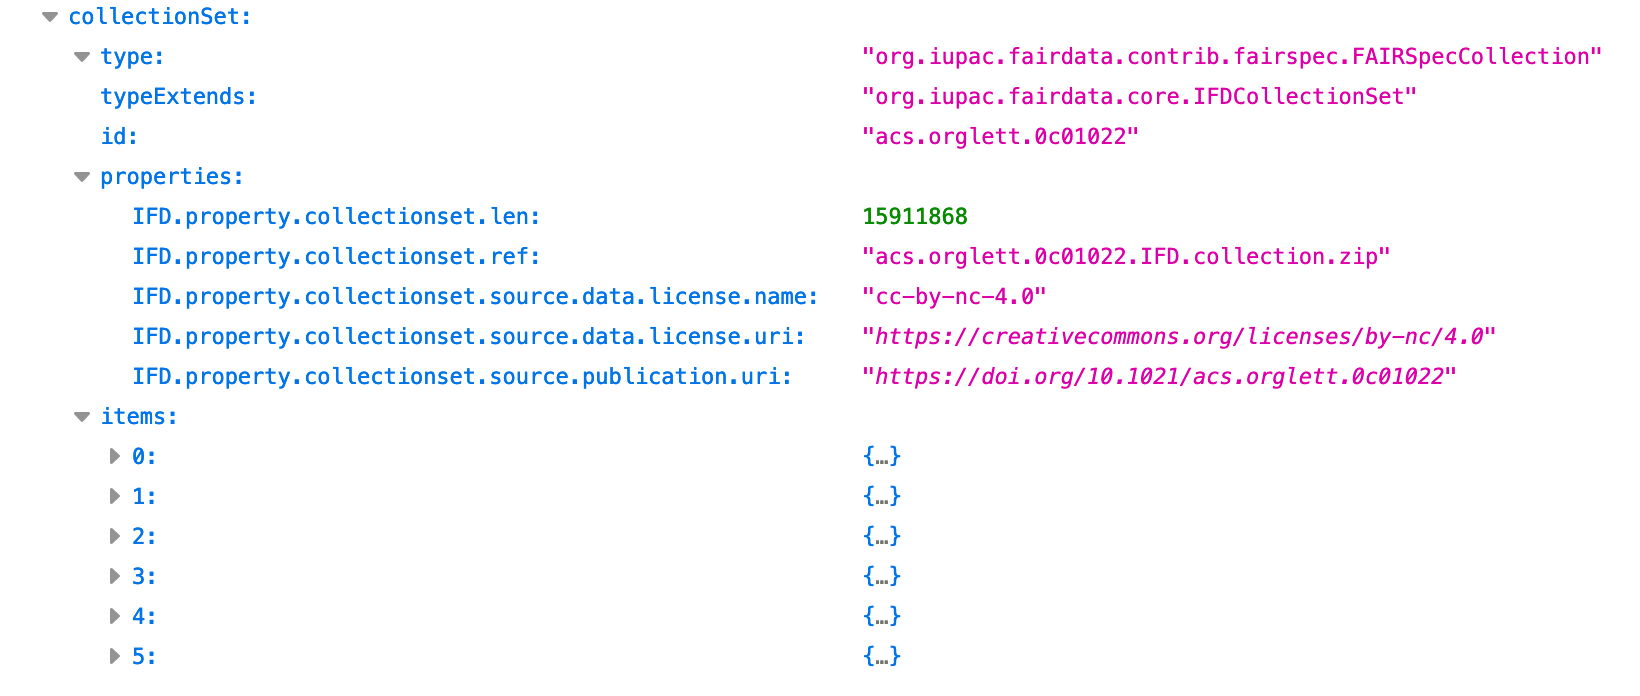 collectionSet:
type: "org.iupac.fairdata.contrib.fairspec.FAIRSpecCollection"
typeExtends: "org.iupac.fairdata.core.IFDCollectionSet"
id: "acs.orglett.0c01022"
properties:
IFD.property.collectionset.len: 15911868
IFD.property.collectionset.ref: "acs.orglett.0c01022.IFD.collection.zip"
IFD.property.collectionset.source.data.license.name: "cc-by-nc-4.0"
IFD.property.collectionset.source.data.license.uri: "https://creativecommons.org/licenses/by-nc/4.0"
IFD.property.collectionset.source.publication.uri: "https://doi.org/10.1021/acs.orglett.0c01022"
items:
0: {…}
1: {…}
2: {…}
3: {…}
4: {…}
5: {…}